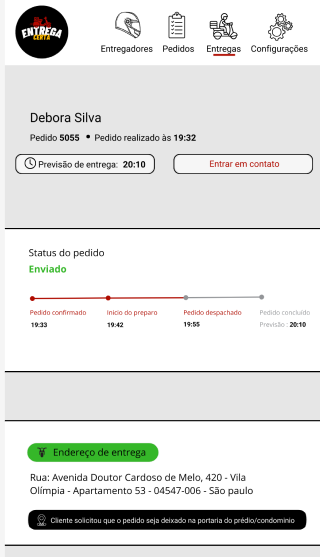 ENTREGA
CERTA
Entregadores Pedidos Entregas Configurações
Debora Silva
Pedido 5055 • Pedido realizado às 19:32
Previsão de entrega: 20:10
Entrar em contato
Status do pedido
Enviado
Pedido confirmado Inicio do preparo Pedido despachado Pedido concluído
19:33 19:42 19:55 Previsão : 20:10
Endereço de entrega
Rua: Avenida Doutor Cardoso de Melo, 420 - Vila
Olímpia - Apartamento 53 - 04547-006 - São paulo
Cliente solicitou que o pedido seja deixado na portaria do prédio/condominio